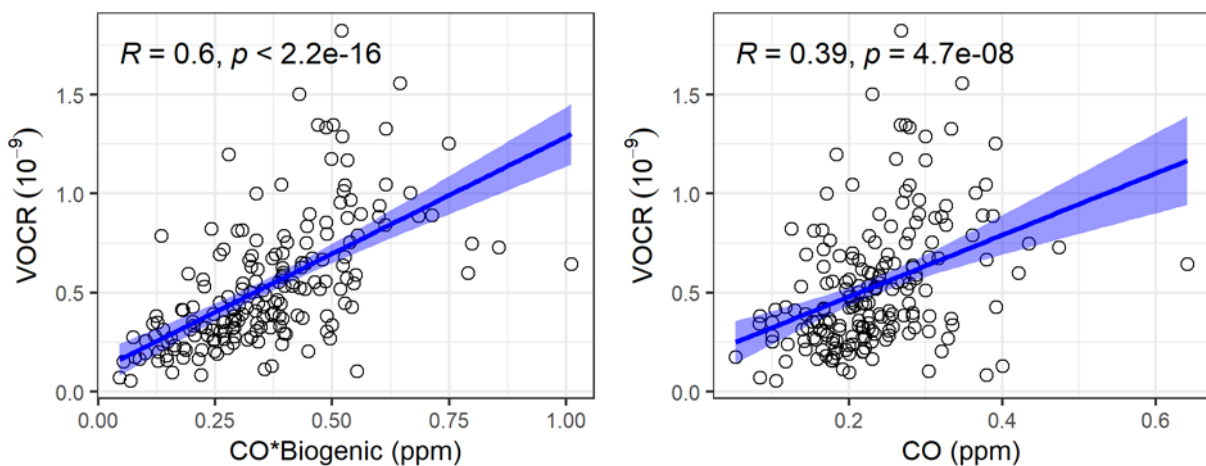 R = 0.6, p < 2.2e-16
1.5
1.0
0.5
0.0
VOCR (10⁻⁹)
0.00
0.25
0.50
0.75
1.00
CO*Biogenic (ppm)
R = 0.39, p = 4.7e-08
1.5
1.0
0.5
0.0
VOCR (10⁻⁹)
0.2
0.4
0.6
CO (ppm)